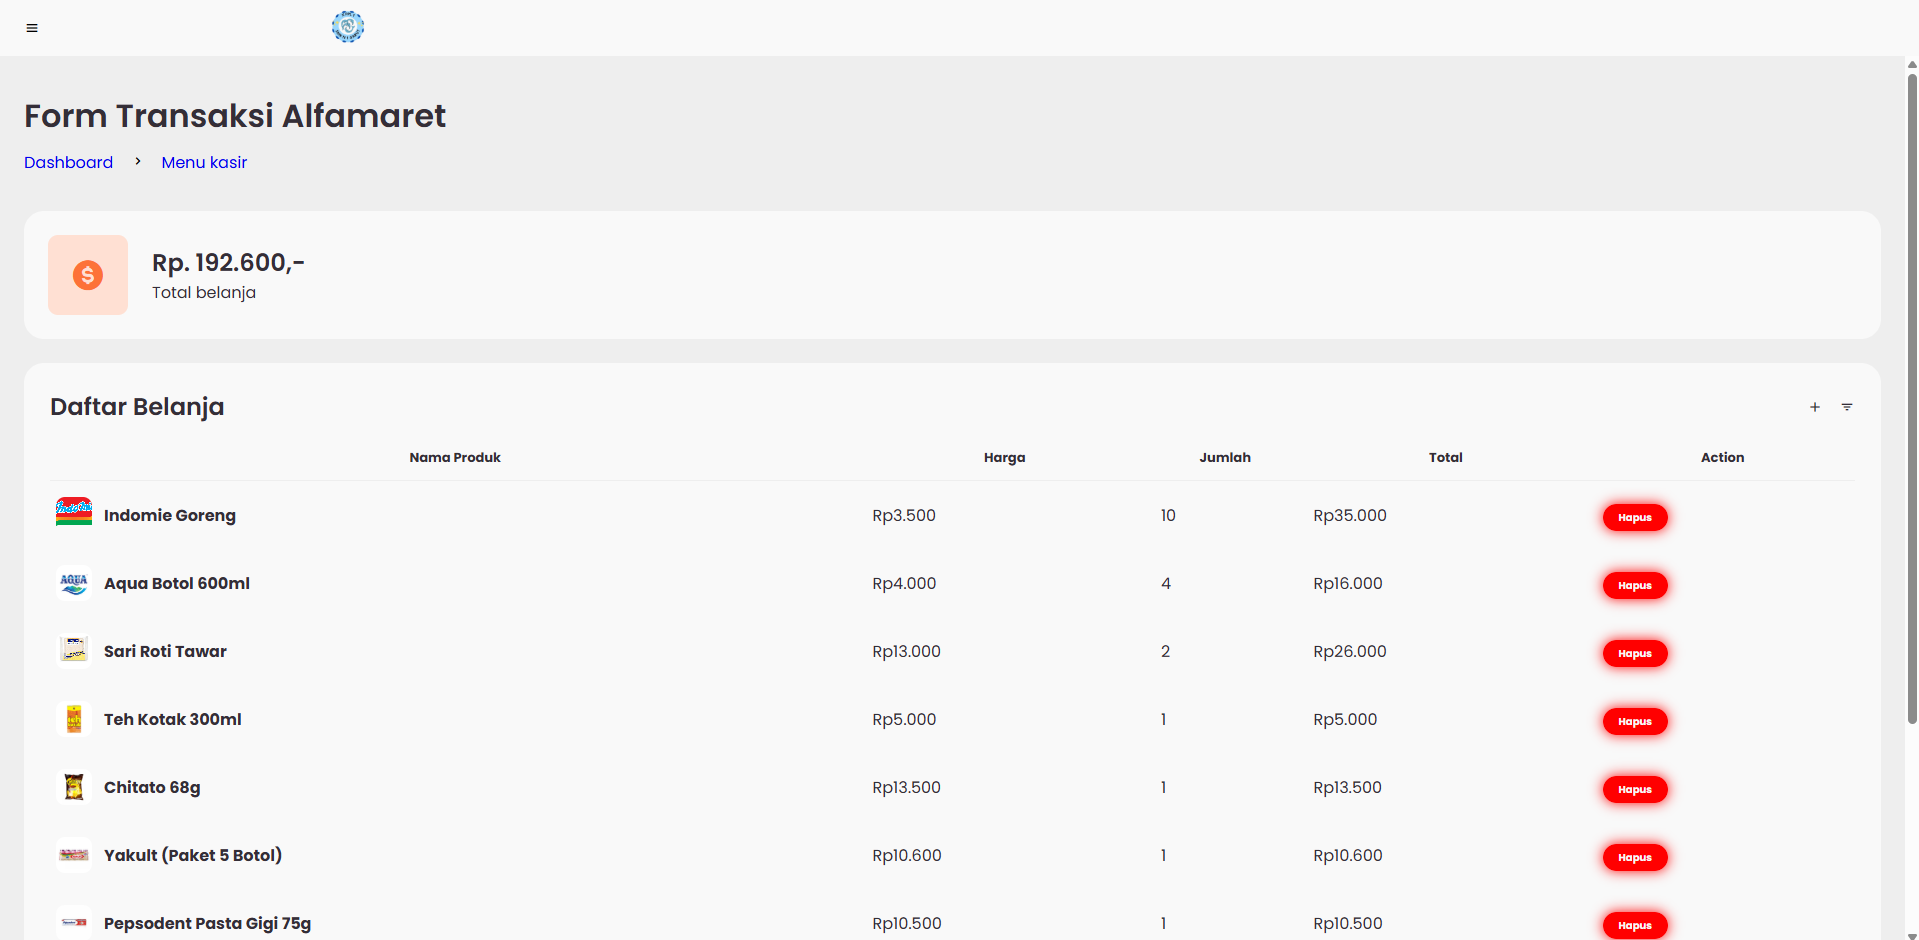 Form Transaksi Alfamaret
Dashboard > Menu kasir
Rp. 192.600,-
Total belanja
Daftar Belanja
Nama Produk Harga Jumlah Total Action
Indomie Goreng Rp3.500 10 Rp35.000 Hapus
AQUA Aqua Botol 600ml Rp4.000 4 Rp16.000 Hapus
Sari Roti Tawar Rp13.000 2 Rp26.000 Hapus
Teh Kotak 300ml Rp5.000 1 Rp5.000 Hapus
Chitato 68g Rp13.500 1 Rp13.500 Hapus
Yakult (Paket 5 Botol) Rp10.600 1 Rp10.600 Hapus
Pepsodent Pasta Gigi 75g Rp10.500 1 Rp10.500 Hapus